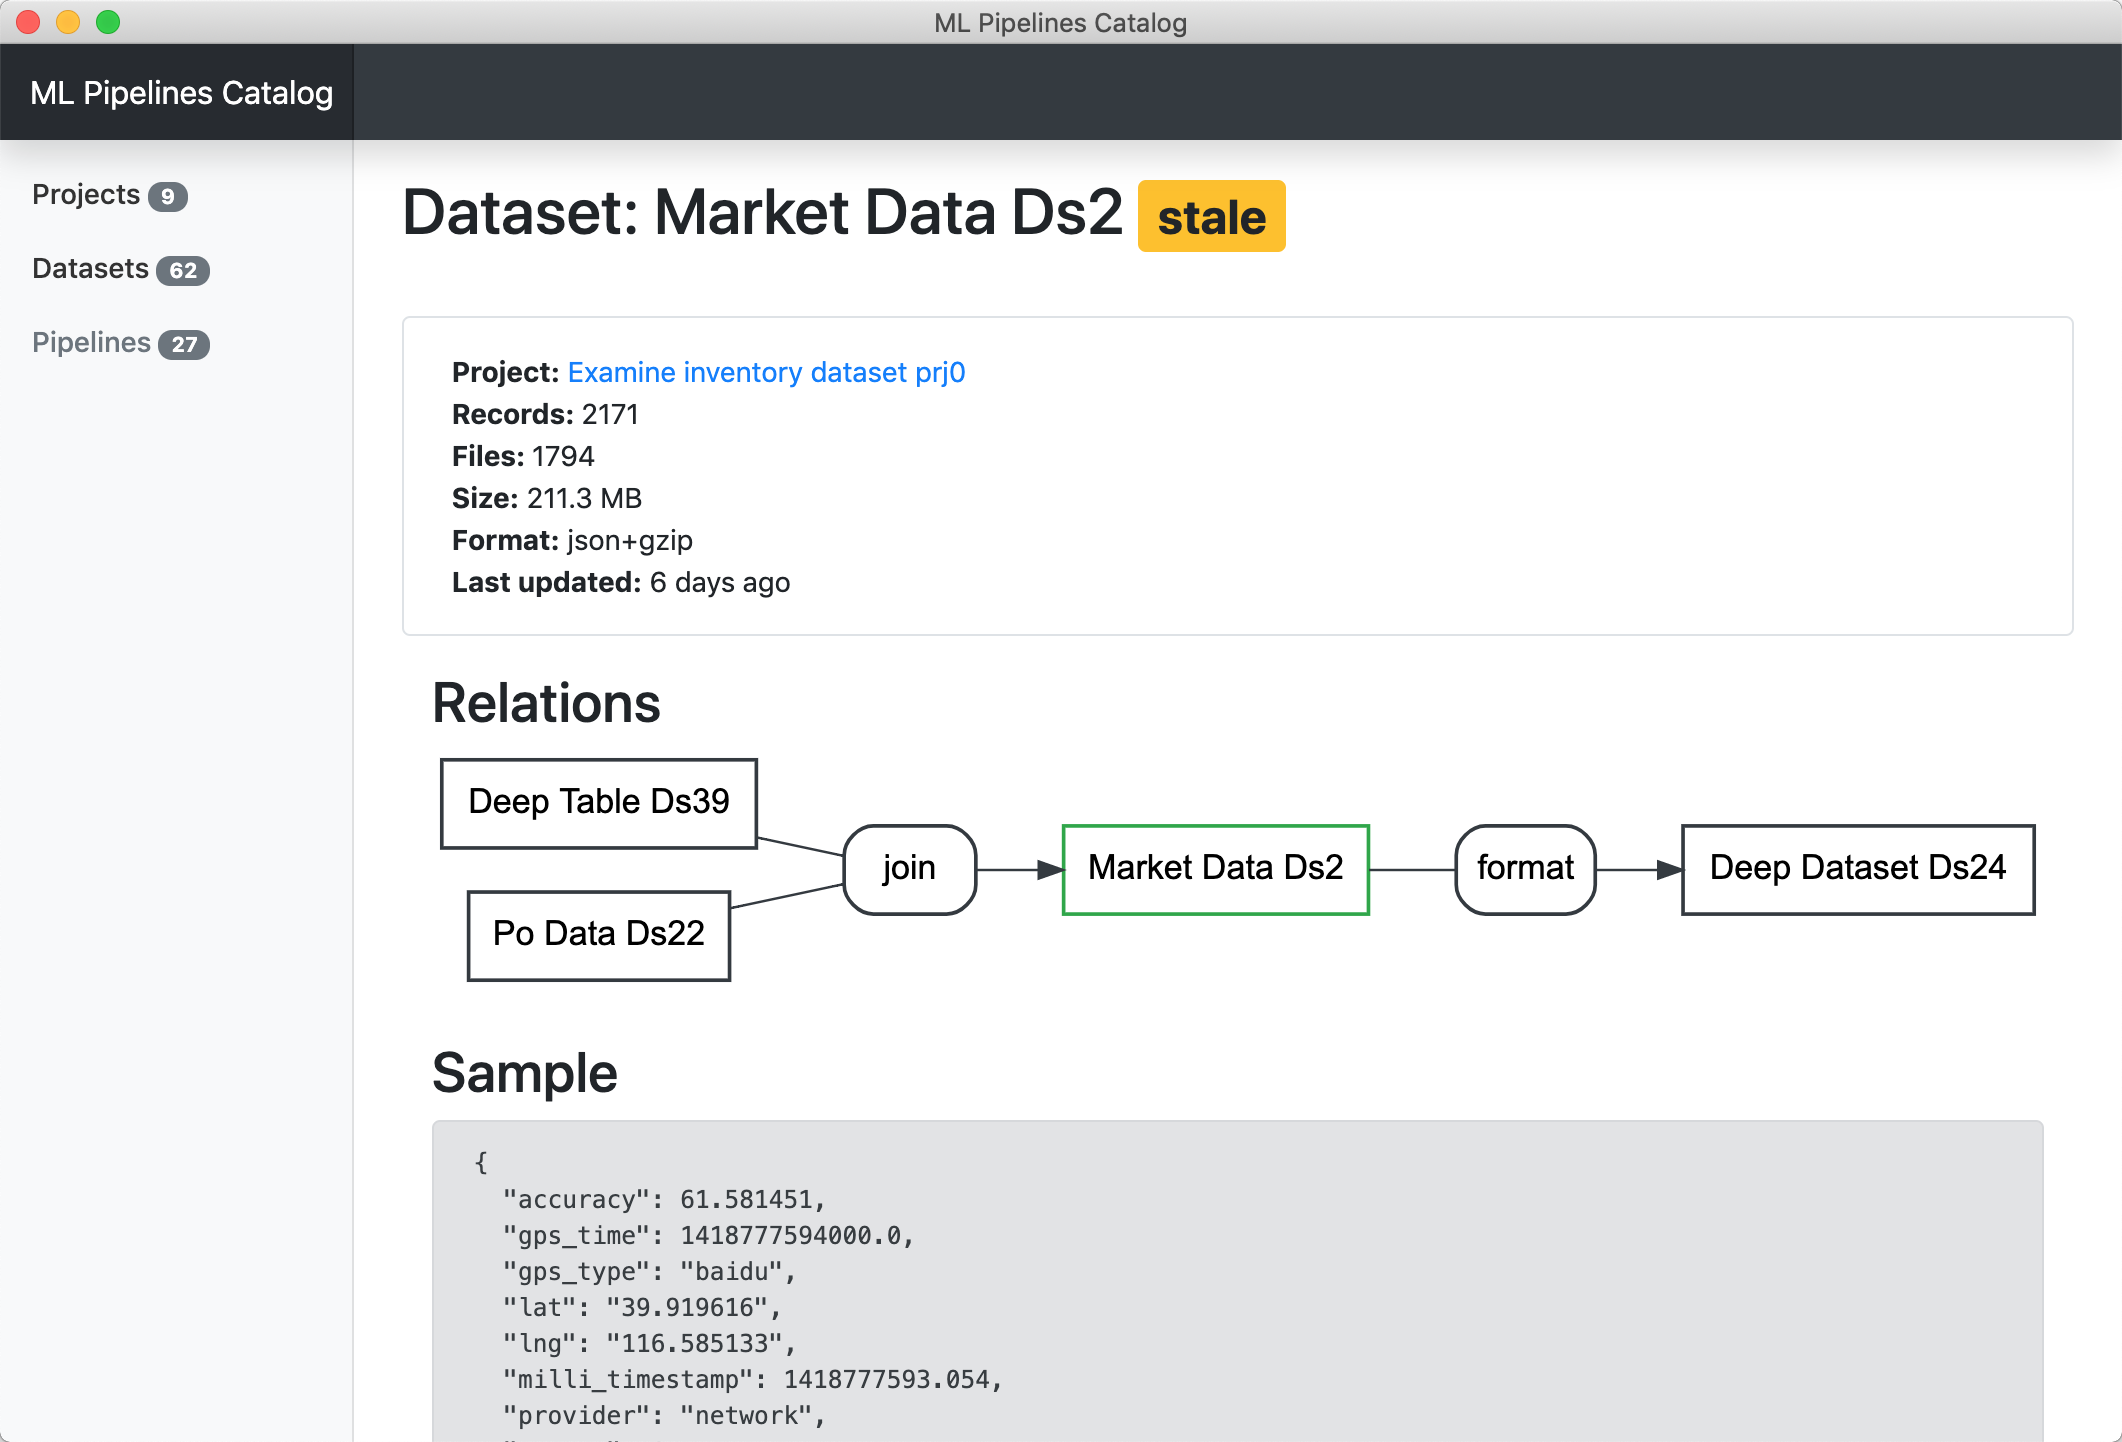 ML Pipelines Catalog
ML Pipelines Catalog
Projects 9
Datasets 62
Pipelines 27
Dataset: Market Data Ds2 stale
Project: Examine inventory dataset prj0
Records: 2171
Files: 1794
Size: 211.3 MB
Format: json+gzip
Last updated: 6 days ago
Relations
Deep Table Ds39
Po Data Ds22
join
Market Data Ds2
format
Deep Dataset Ds24
Sample
{
"accuracy": 61.581451,
"gps_time": 1418777594000.0,
"gps_type": "baidu",
"lat": "39.919616",
"lng": "116.585133",
"milli_timestamp": 1418777593.054,
"provider": "network",